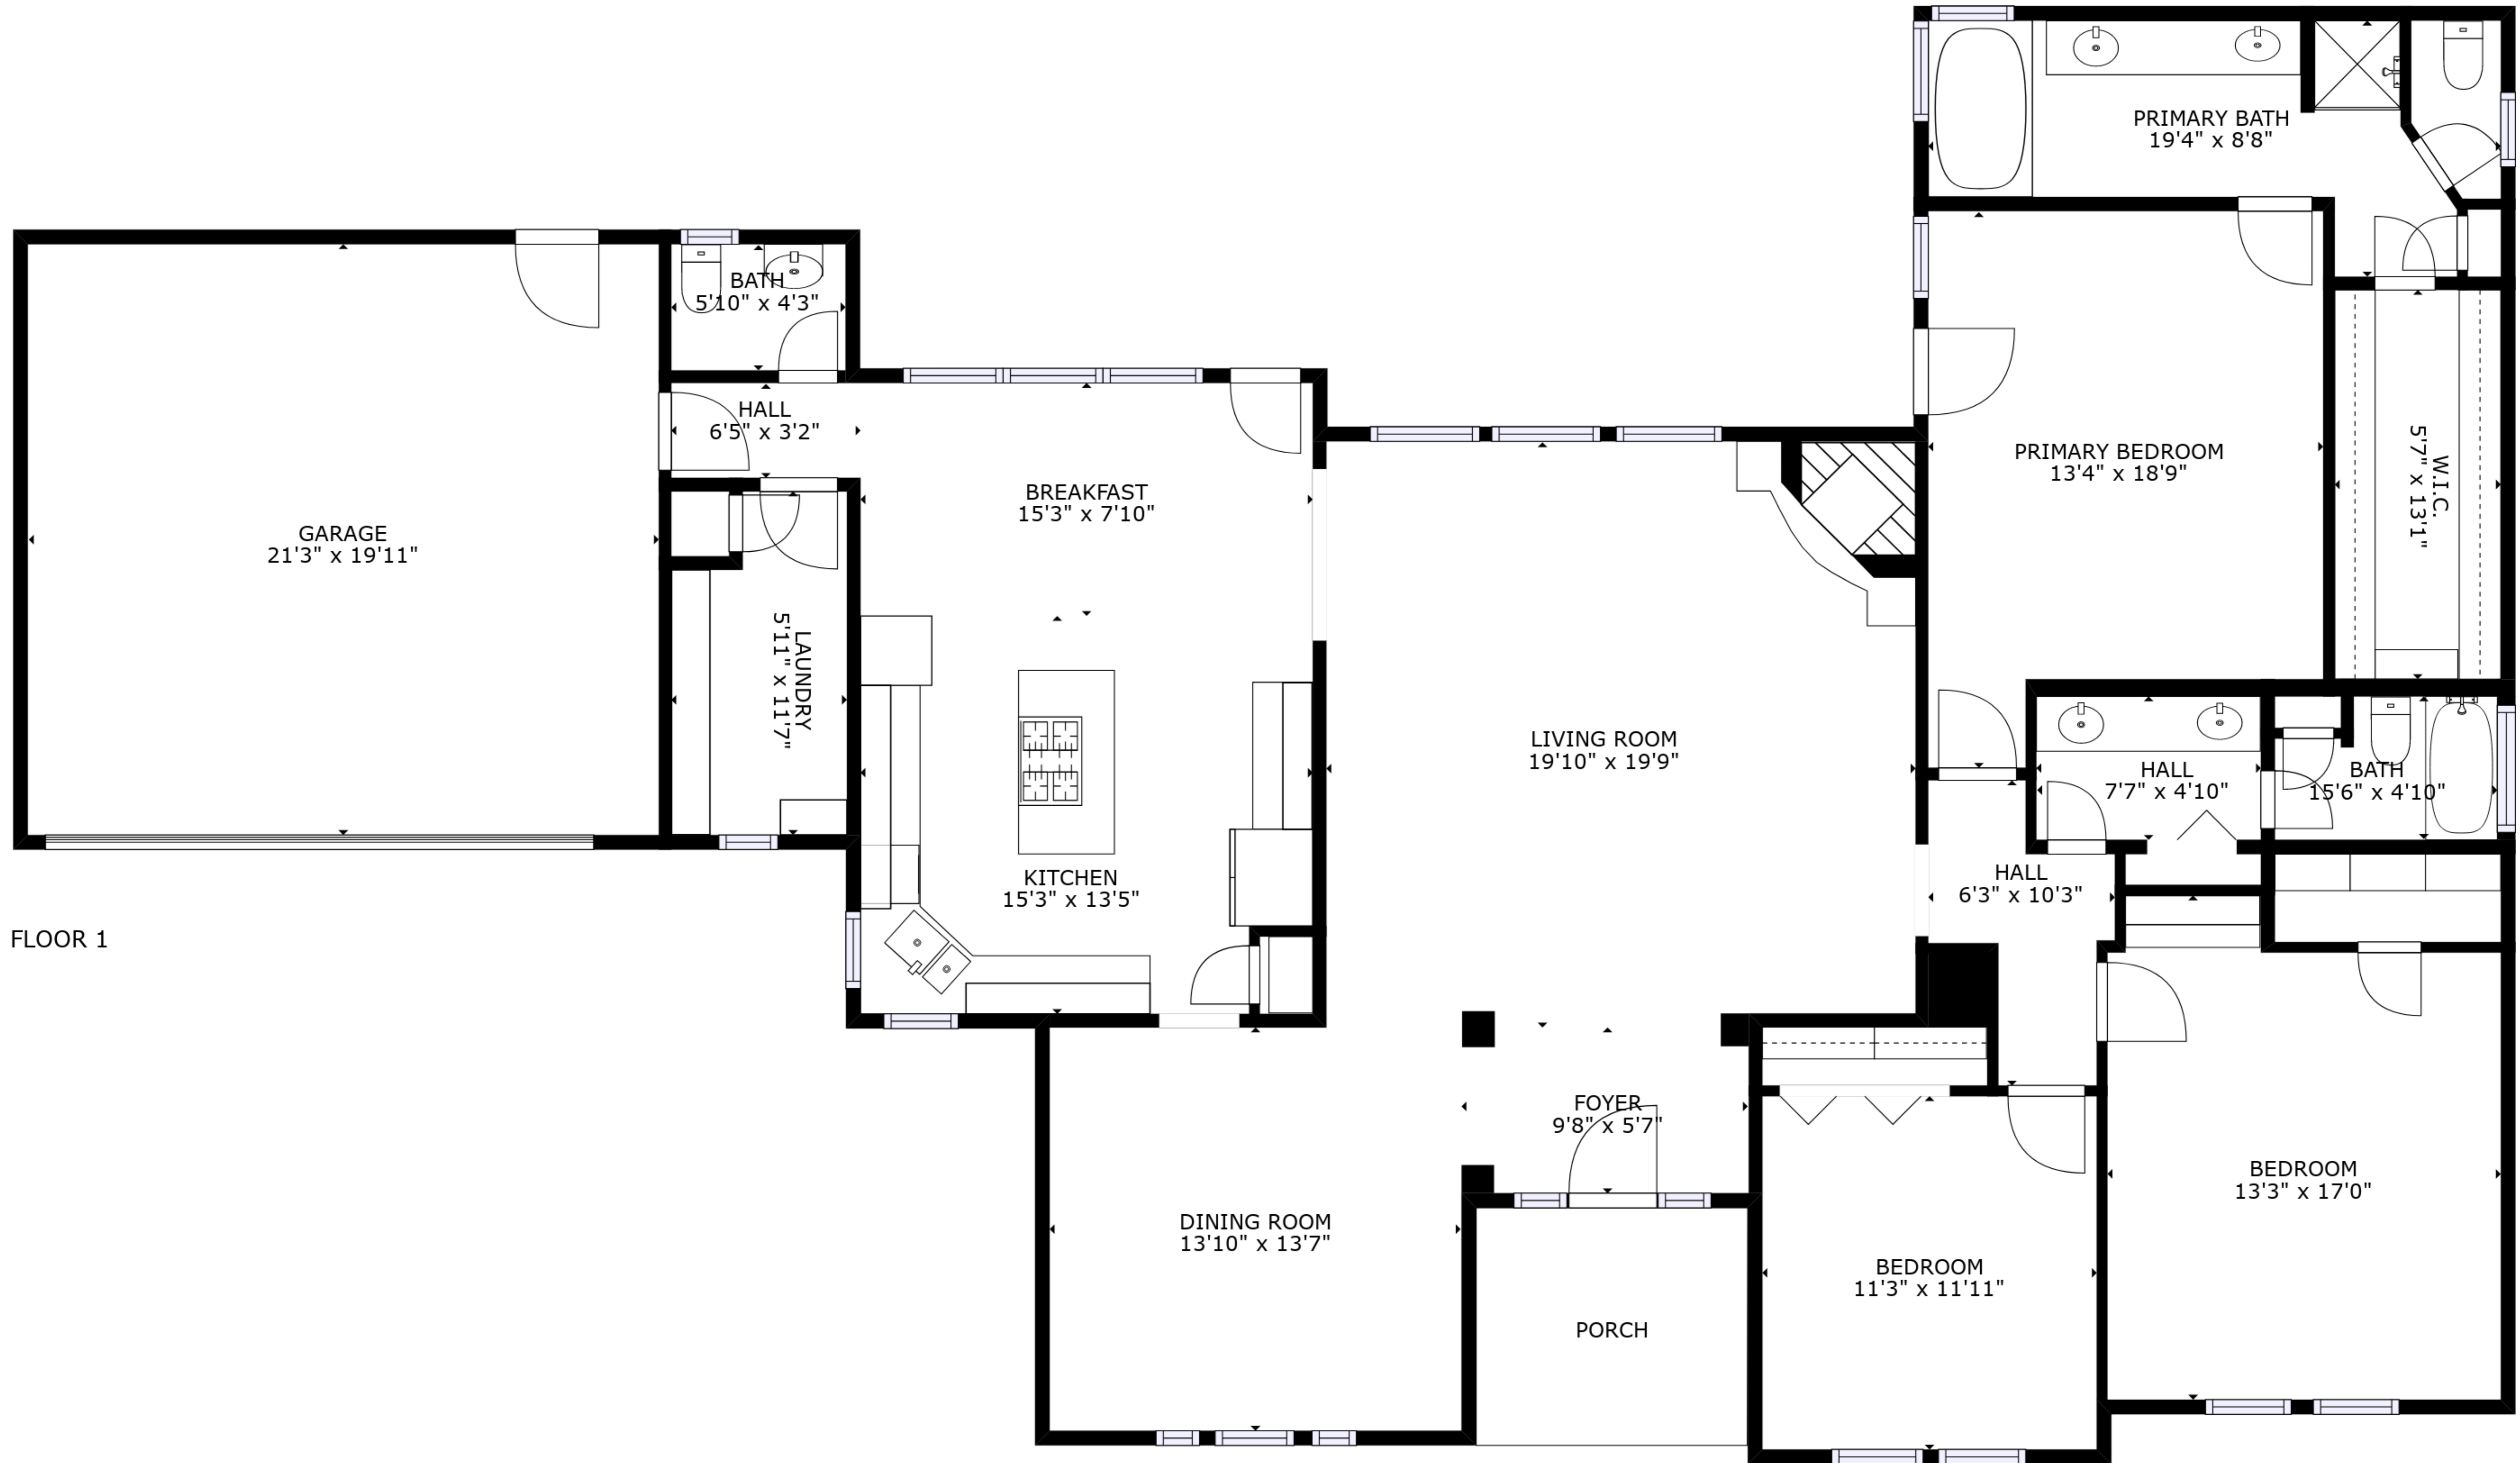 PRIMARY BATH
19'4" x 8'8"
BATH
5'10" x 4'3"
HALL
6'5" x 3'2"
PRIMARY BEDROOM
13'4" x 18'9"
W.I.C.
5'7" x 13'1"
BREAKFAST
15'3" x 7'10"
GARAGE
21'3" x 19'11"
LAUNDRY
5'11" x 11'7"
LIVING ROOM
19'10" x 19'9"
HALL
7'7" x 4'10"
BATH
15'6" x 4'10"
KITCHEN
15'3" x 13'5"
HALL
6'3" x 10'3"
FLOOR 1
FOYER
9'8" x 5'7"
BEDROOM
13'3" x 17'0"
DINING ROOM
13'10" x 13'7"
BEDROOM
11'3" x 11'11"
PORCH